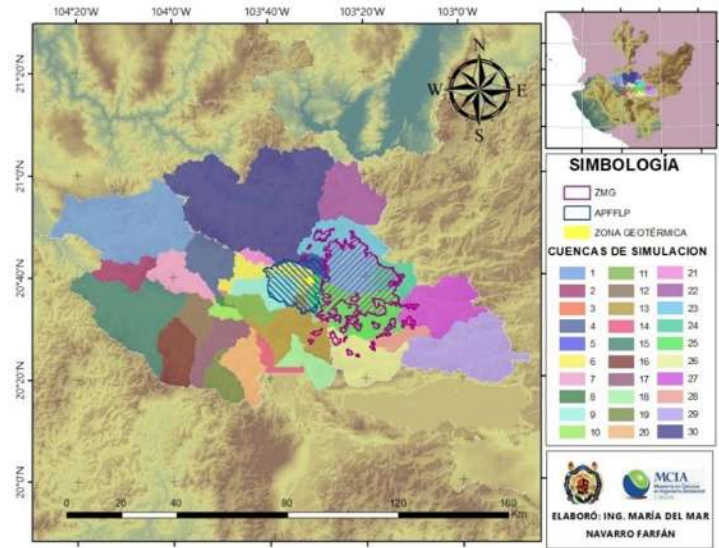 104°20'W
104°0'W
103°40'W
103°20'W
103°0'W
21°20'N
21°0'N
20°40'N
20°20'N
20°0'N
N
W
E
S
0 20 40 80 120 160
Km
SIMBOLOGÍA
ZMG
APFFLP
ZONA GEOTÉRMICA
CUENCAS DE SIMULACION
1 11 21
2 12 22
3 13 23
4 14 24
5 15 25
6 16 26
7 17 27
8 18 28
9 19 29
10 20 30
MCIA
ELABORÓ: ING. MARÍA DEL MAR
NAVARRO FARFÁN